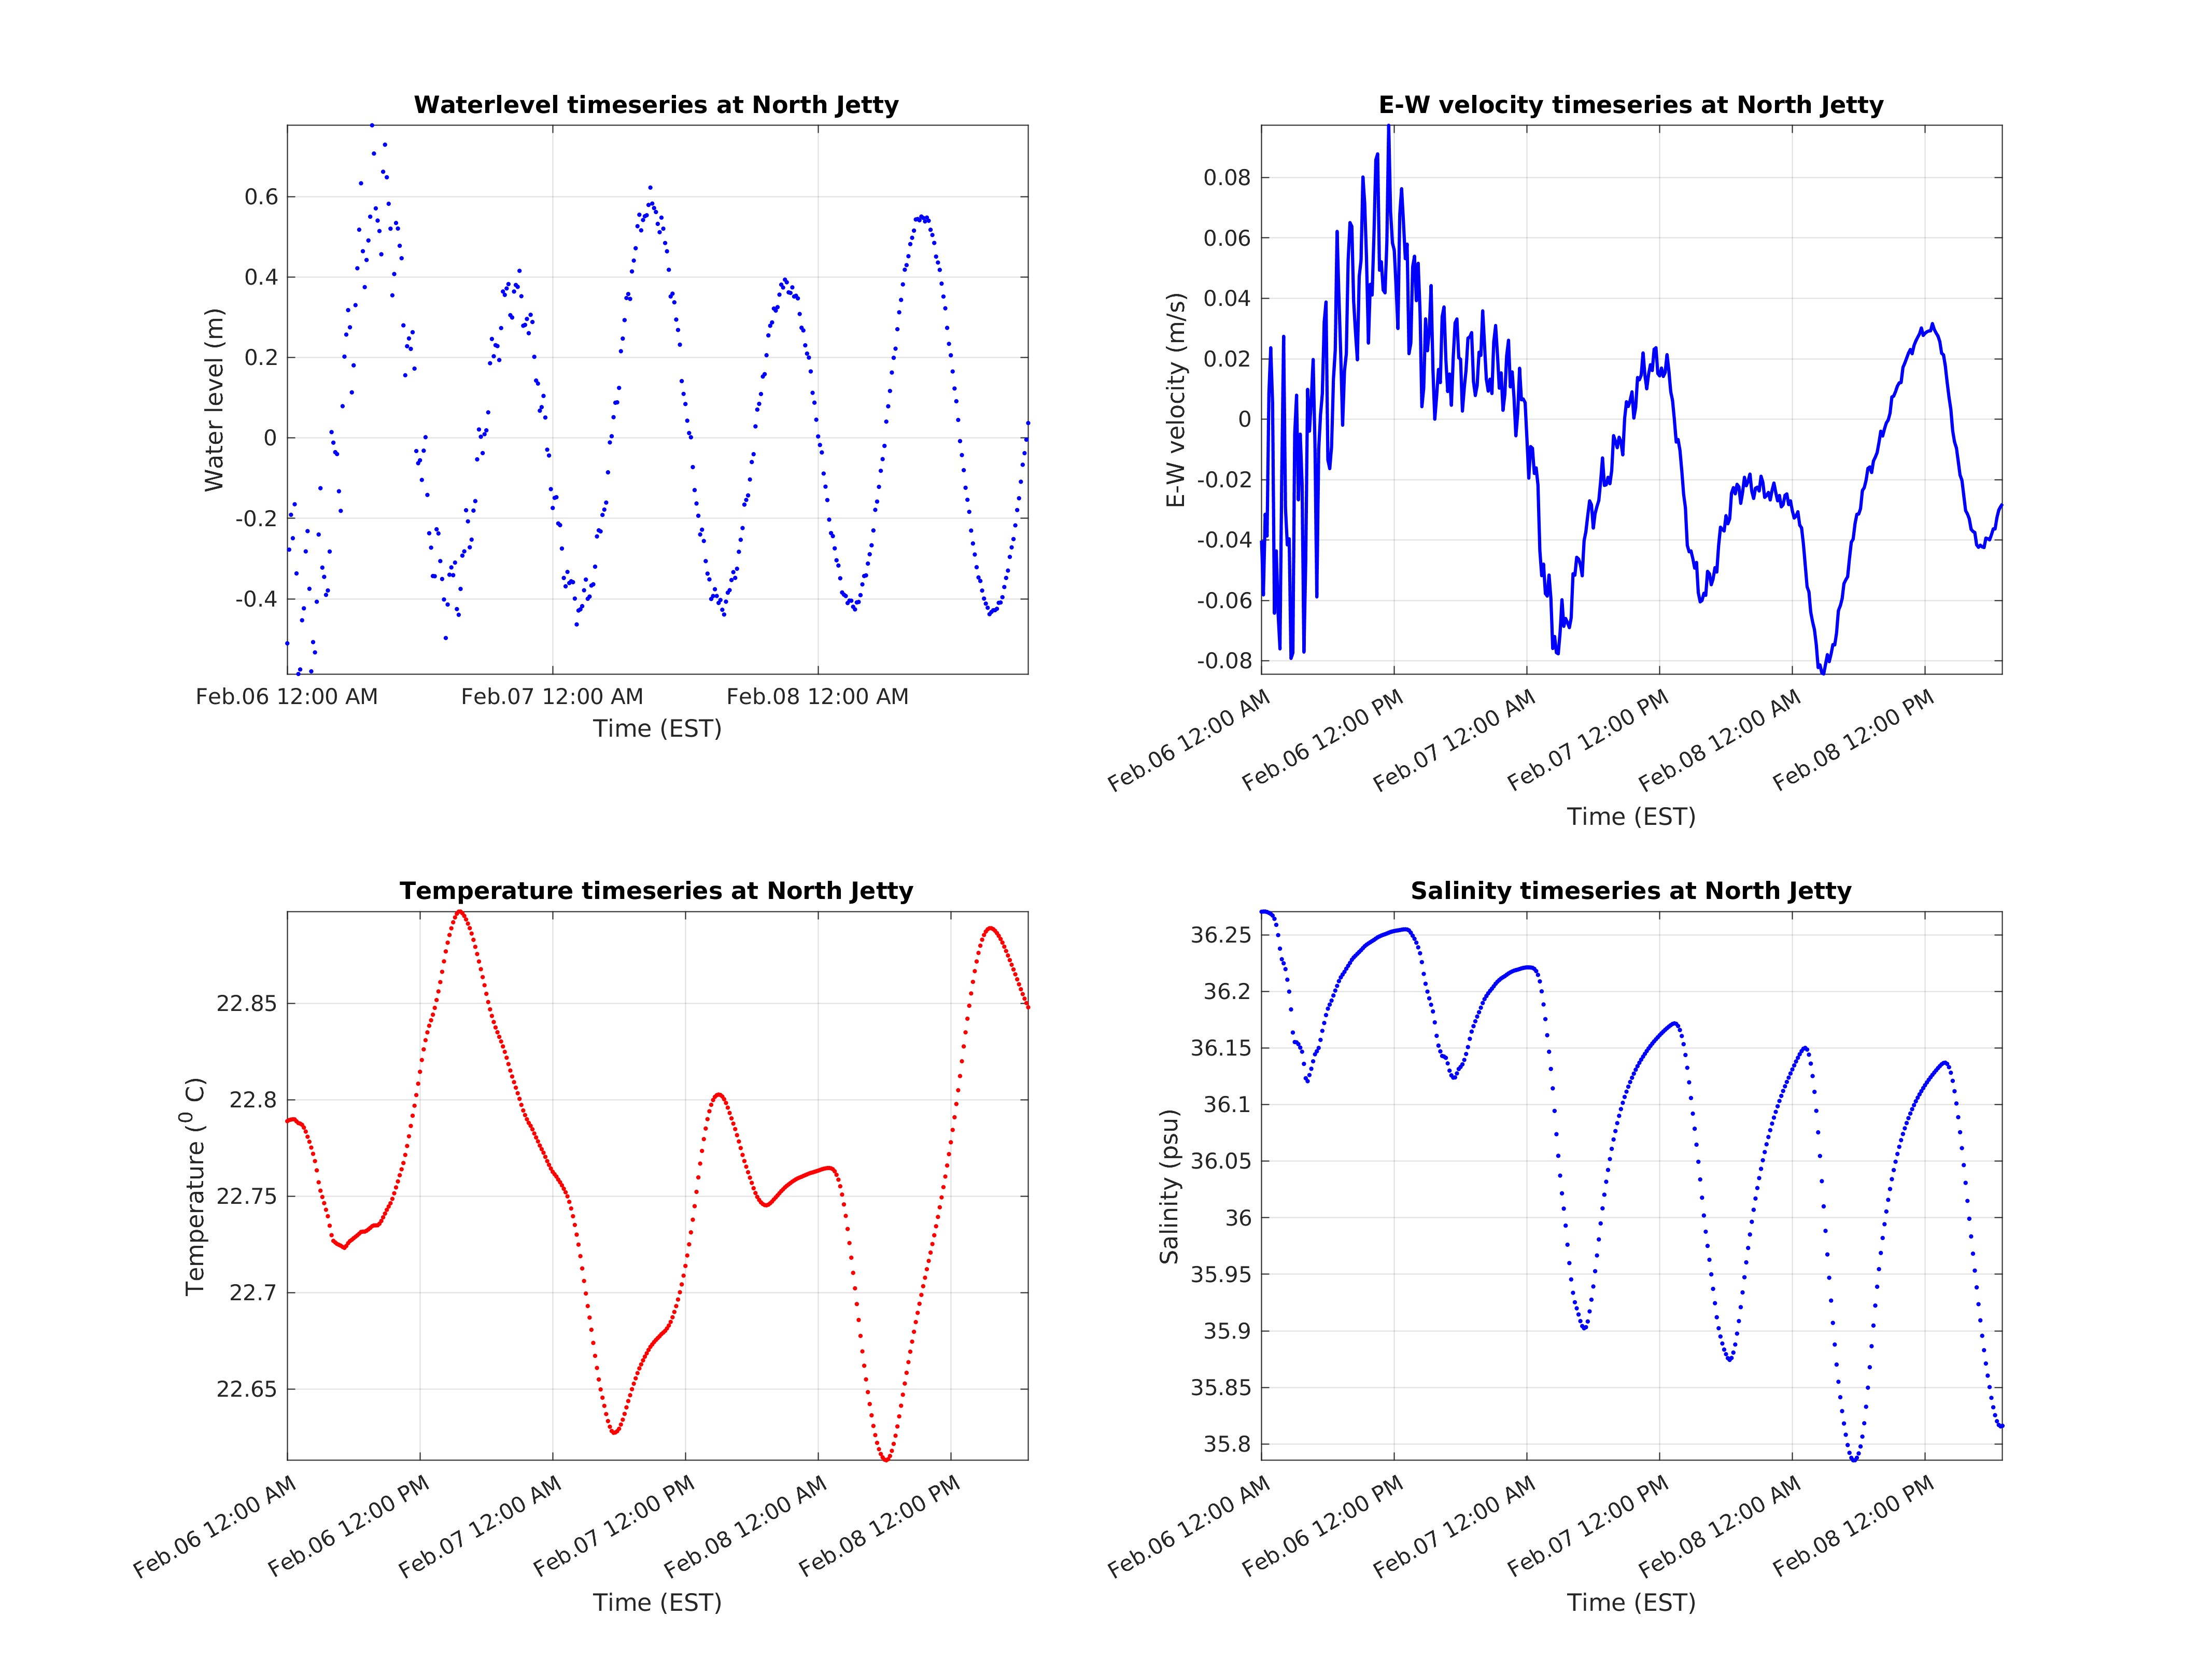 Waterlevel timeseries at North Jetty
0.6
0.4
0.2
0
-0.2
-0.4
Water level (m)
Feb.06 12:00 AM
Feb.07 12:00 AM
Feb.08 12:00 AM
Time (EST)
E-W velocity timeseries at North Jetty
0.08
0.06
0.04
0.02
0
-0.02
-0.04
-0.06
-0.08
E-W velocity (m/s)
Feb.06 12:00 AM
Feb.06 12:00 PM
Feb.07 12:00 AM
Feb.07 12:00 PM
Feb.08 12:00 AM
Feb.08 12:00 PM
Time (EST)
Temperature timeseries at North Jetty
22.85
22.8
22.75
22.7
22.65
Temperature (⁰ C)
Feb.06 12:00 AM
Feb.06 12:00 PM
Feb.07 12:00 AM
Feb.07 12:00 PM
Feb.08 12:00 AM
Feb.08 12:00 PM
Time (EST)
Salinity timeseries at North Jetty
36.25
36.2
36.15
36.1
36.05
36
35.95
35.9
35.85
35.8
Salinity (psu)
Feb.06 12:00 AM
Feb.06 12:00 PM
Feb.07 12:00 AM
Feb.07 12:00 PM
Feb.08 12:00 AM
Feb.08 12:00 PM
Time (EST)